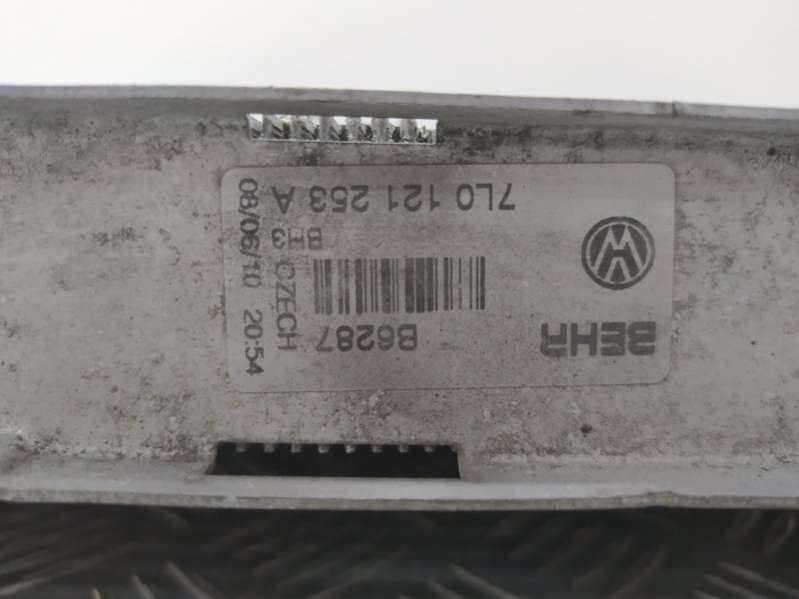 BEHR
B6287
BH3
7L0 121 253 A
CZECH
08/06/10 20:54